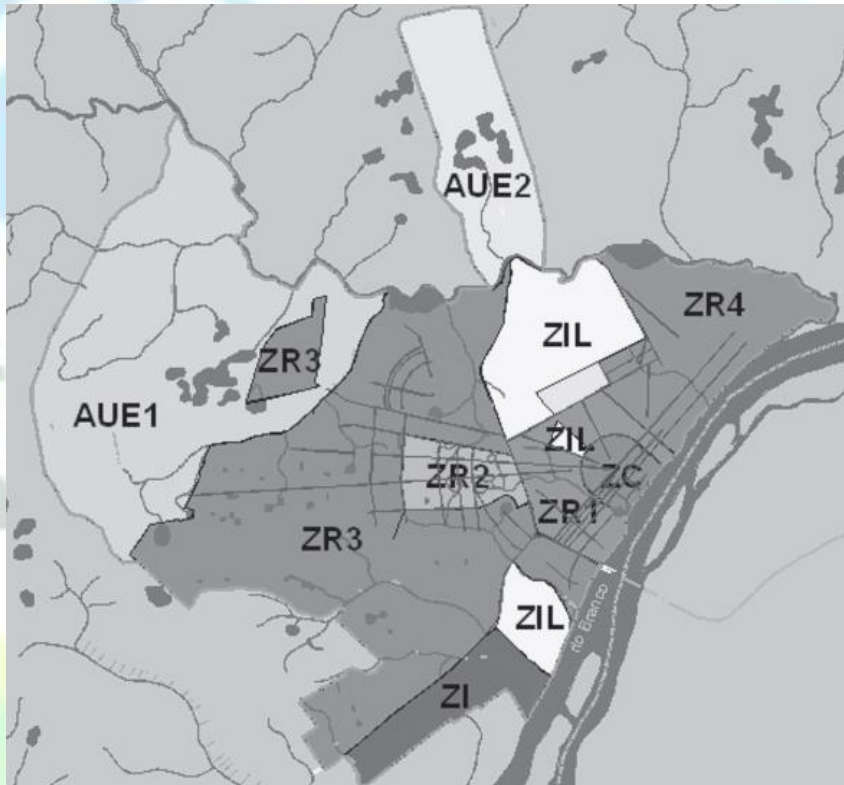 AUE2
ZR4
ZIL
ZR3
AUE1
ZIL
ZR2
ZC
ZR1
ZR3
rio Branco
ZIL
ZI